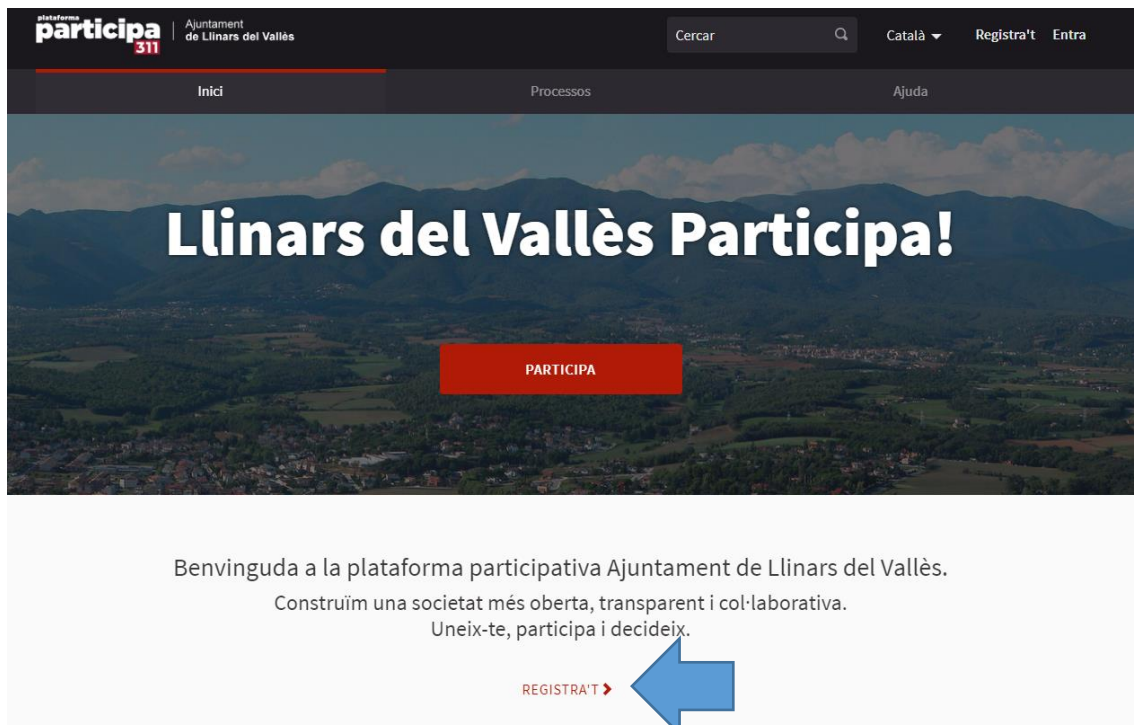 plataforma
participa
311
Ajuntament
de Llinars del Vallès
Cercar
Català
Registra't
Entra
Inici
Processos
Ajuda
Llinars del Vallès Participa!
PARTICIPA
Benvinguda a la plataforma participativa Ajuntament de Llinars del Vallès.
Construïm una societat més oberta, transparent i col·laborativa.
Uneix-te, participa i decideix.
REGISTRA'T